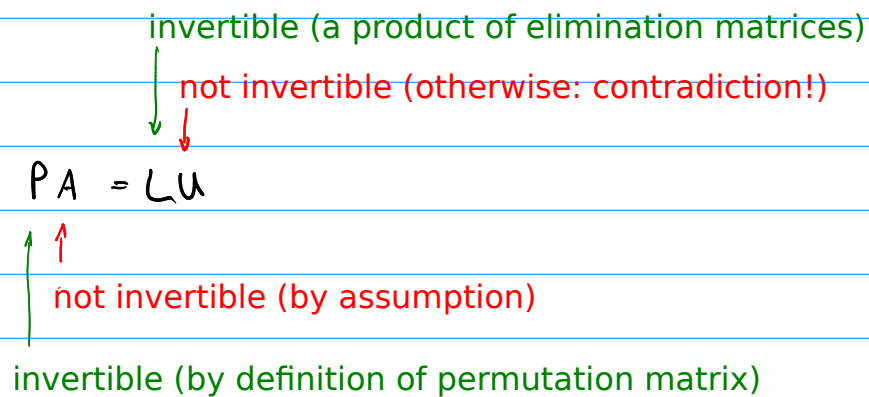 invertible (a product of elimination matrices)
not invertible (otherwise: contradiction!)
PA = LU
not invertible (by assumption)
invertible (by definition of permutation matrix)